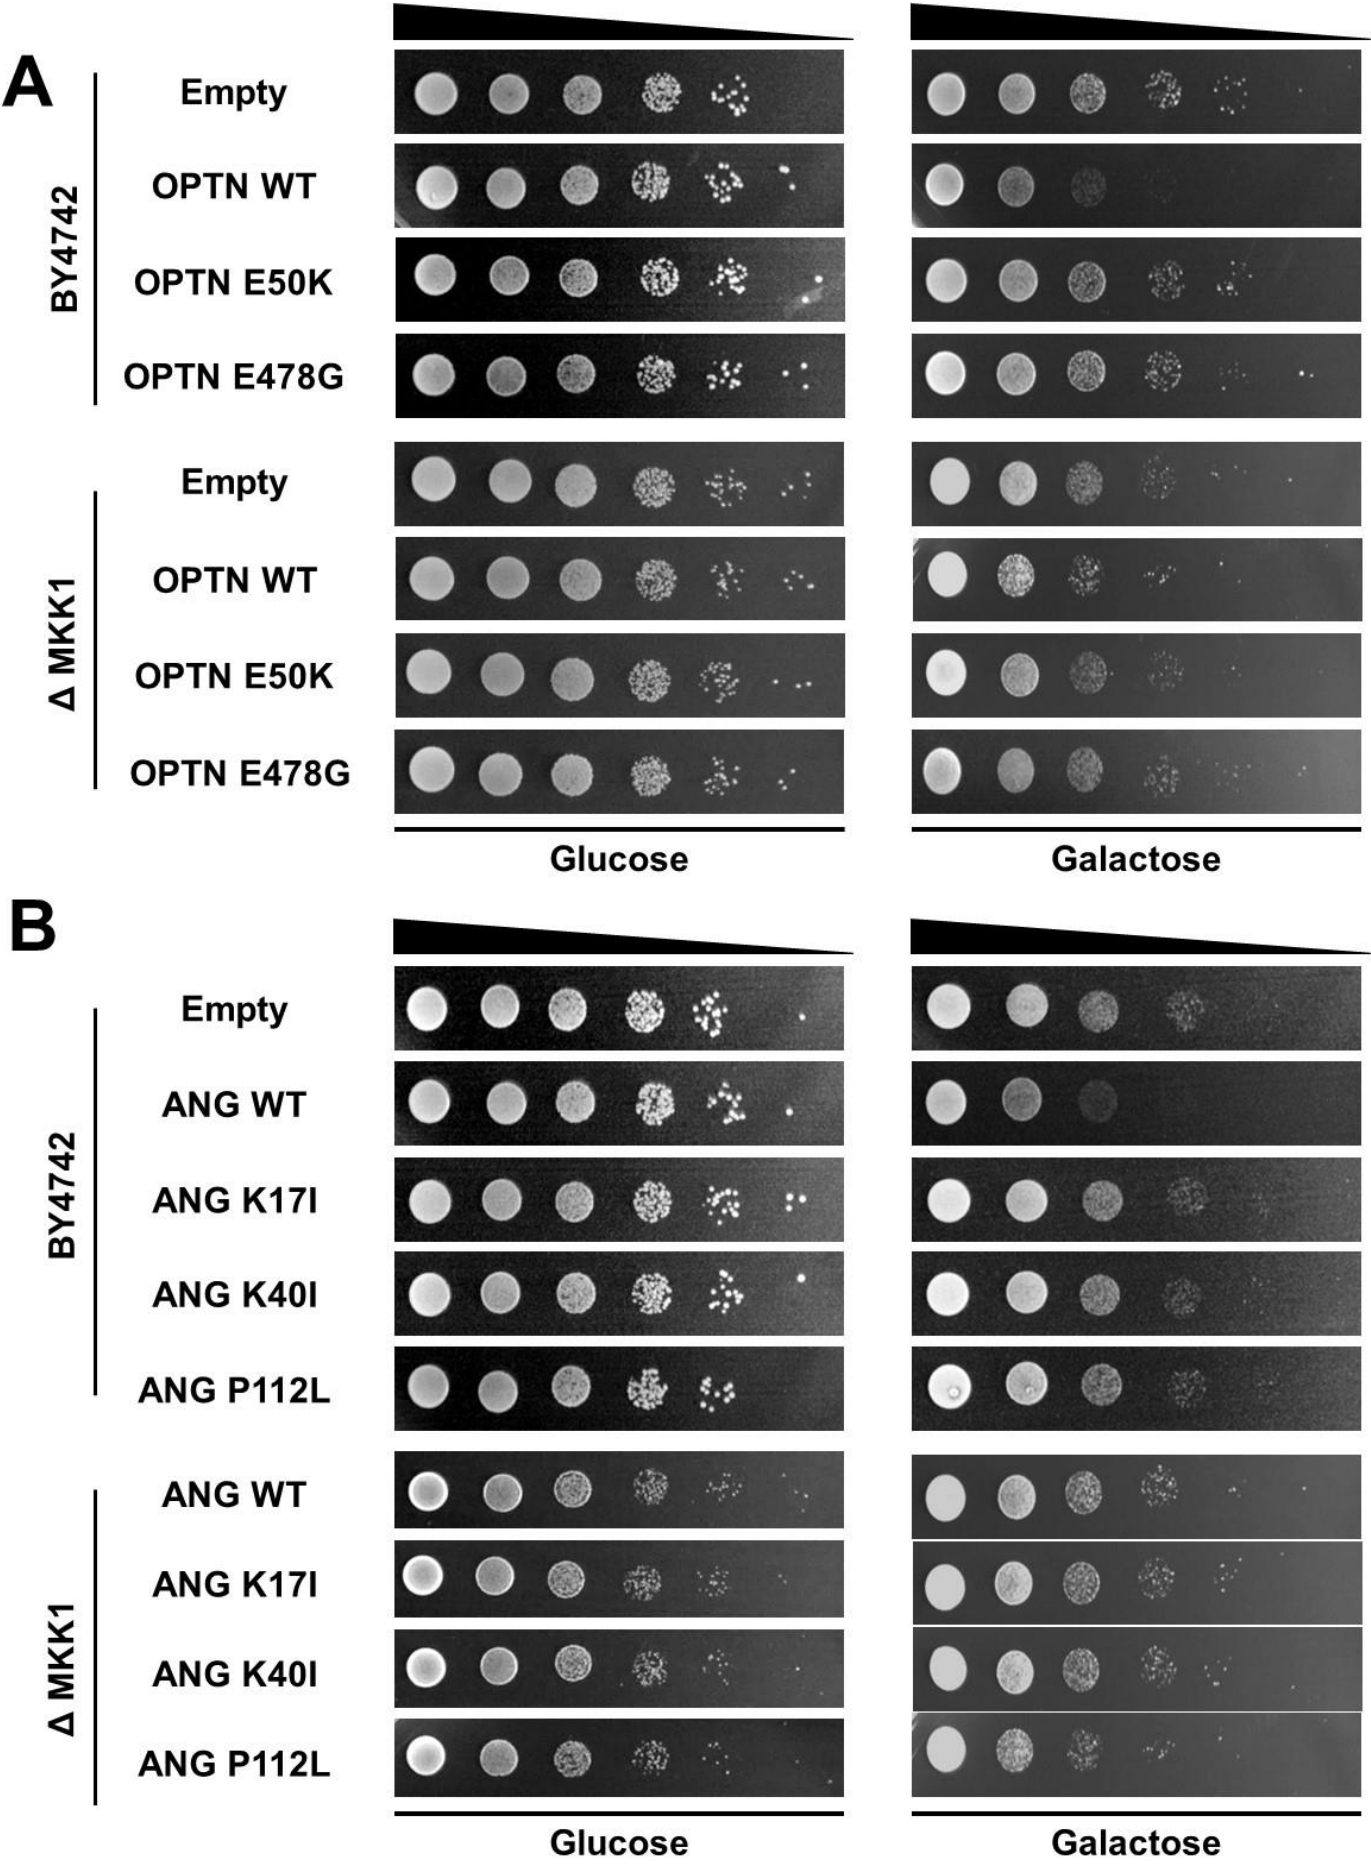 A
BY4742
Empty
OPTN WT
OPTN E50K
OPTN E478G
Δ MKK1
Empty
OPTN WT
OPTN E50K
OPTN E478G
Glucose
Galactose
B
BY4742
Empty
ANG WT
ANG K17I
ANG K40I
ANG P112L
Δ MKK1
ANG WT
ANG K17I
ANG K40I
ANG P112L
Glucose
Galactose